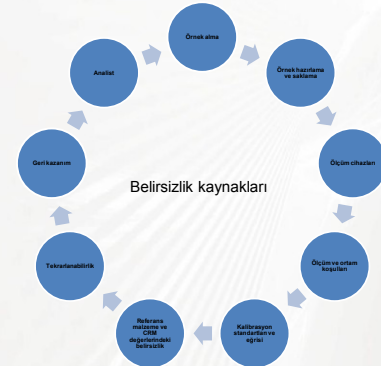 Örnek alma
Örnek hazırlama
ve saklama
Ölçüm cihazları
Ölçüm ve ortam
koşulları
Kalibrasyon
standartları ve
eğrisi
Referans
malzeme ve
CRM
değerlerindeki
belirsizlik
Tekrarlanabilirlik
Geri kazanım
Analist
Belirsizlik kaynakları